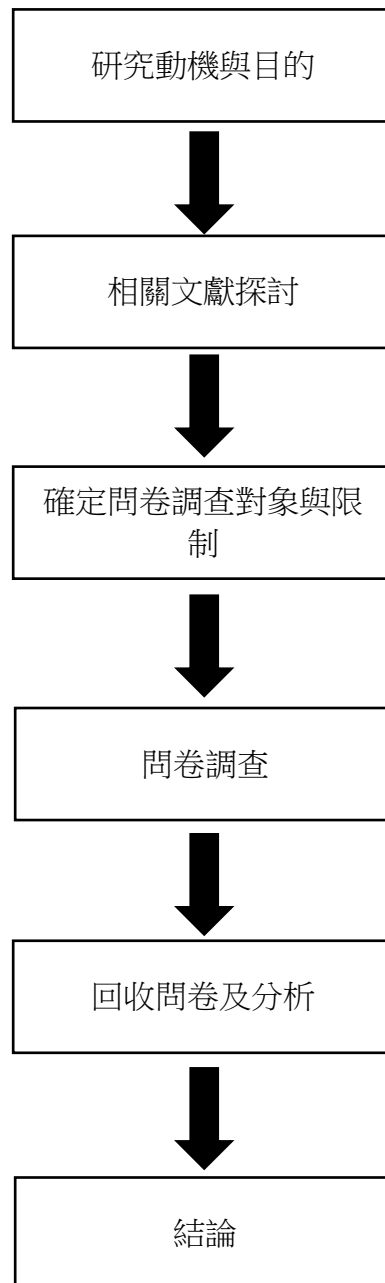 研究動機與目的
相關文獻探討
確定問卷調查對象與限
制
問卷調查
回收問卷及分析
結論